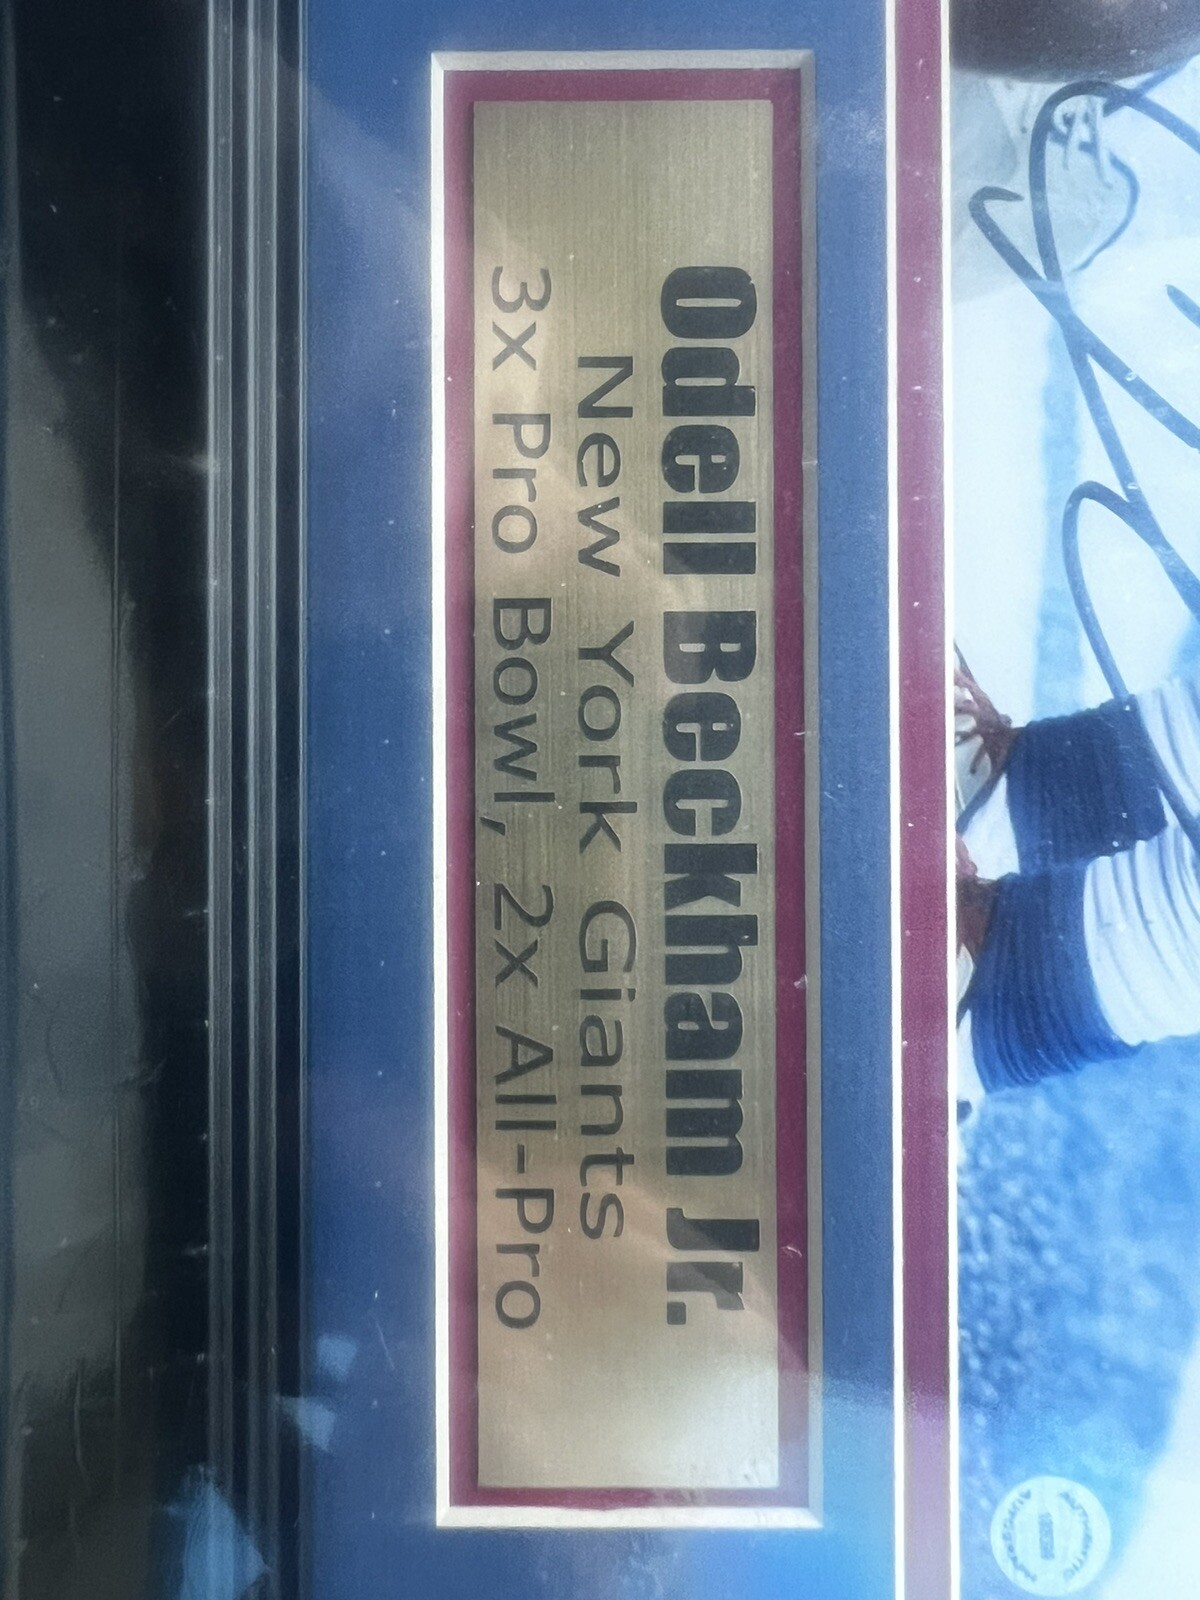 Odell Beckham Jr.
New York Giants
3x Pro Bowl, 2x All-Pro